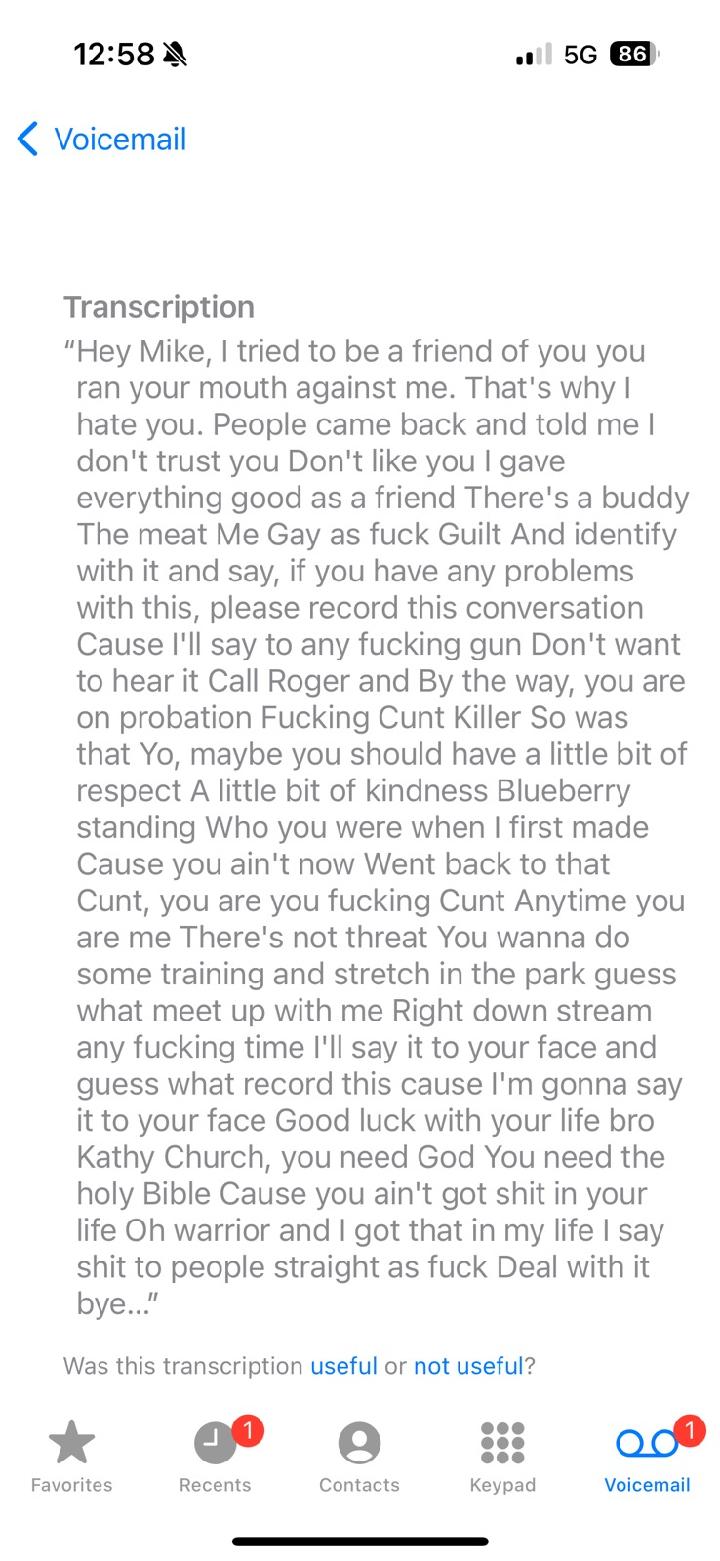 12:58
5G 86
Voicemail
Transcription
“Hey Mike, I tried to be a friend of you you
ran your mouth against me. That's why I
hate you. People came back and told me I
don't trust you Don't like you I gave
everything good as a friend There's a buddy
The meat Me Gay as fuck Guilt And identify
with it and say, if you have any problems
with this, please record this conversation
Cause I'll say to any fucking gun Don't want
to hear it Call Roger and By the way, you are
on probation Fucking Cunt Killer So was
that Yo, maybe you should have a little bit of
respect A little bit of kindness Blueberry
standing Who you were when I first made
Cause you ain't now Went back to that
Cunt, you are you fucking Cunt Anytime you
are me There's not threat You wanna do
some training and stretch in the park guess
what meet up with me Right down stream
any fucking time I'll say it to your face and
guess what record this cause I'm gonna say
it to your face Good luck with your life bro
Kathy Church, you need God You need the
holy Bible Cause you ain't got shit in your
life Oh warrior and I got that in my life I say
shit to people straight as fuck Deal with it
bye...”
Was this transcription useful or not useful?
1 1
Favorites Recents Contacts Keypad Voicemail